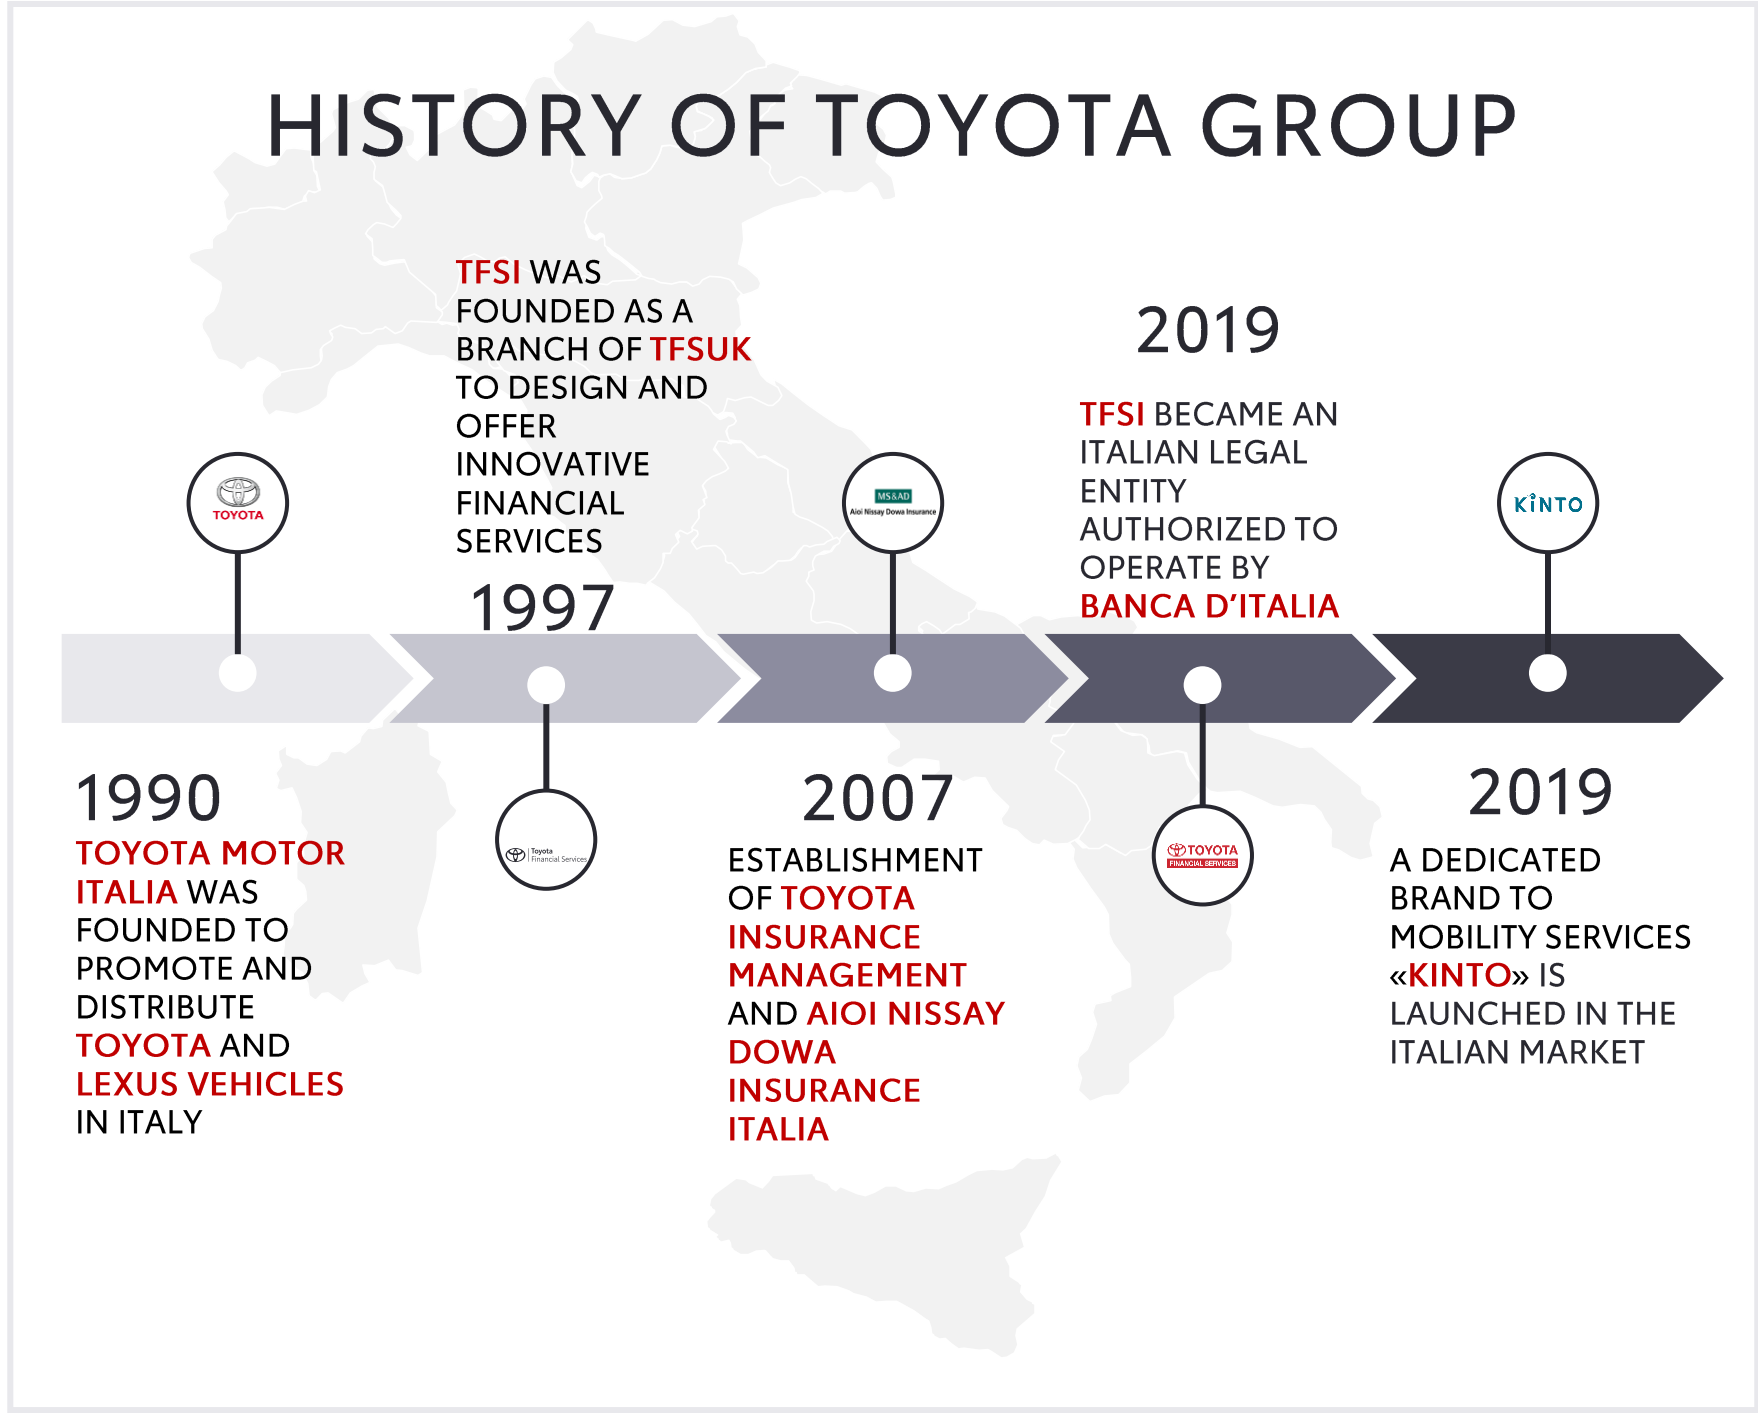 HISTORY OF TOYOTA GROUP
TOYOTA
1990
TOYOTA MOTOR
ITALIA WAS
FOUNDED TO
PROMOTE AND
DISTRIBUTE
TOYOTA AND
LEXUS VEHICLES
IN ITALY
TFSI WAS
FOUNDED AS A
BRANCH OF TFSUK
TO DESIGN AND
OFFER
INNOVATIVE
FINANCIAL
SERVICES
1997
Toyota
Financial Services
MS&AD
Aioi Nissay Dowa Insurance
2007
ESTABLISHMENT
OF TOYOTA
INSURANCE
MANAGEMENT
AND AIOI NISSAY
DOWA
INSURANCE
ITALIA
2019
TFSI BECAME AN
ITALIAN LEGAL
ENTITY
AUTHORIZED TO
OPERATE BY
BANCA D’ITALIA
TOYOTA
FINANCIAL SERVICES
KINTO
2019
A DEDICATED
BRAND TO
MOBILITY SERVICES
«KINTO» IS
LAUNCHED IN THE
ITALIAN MARKET